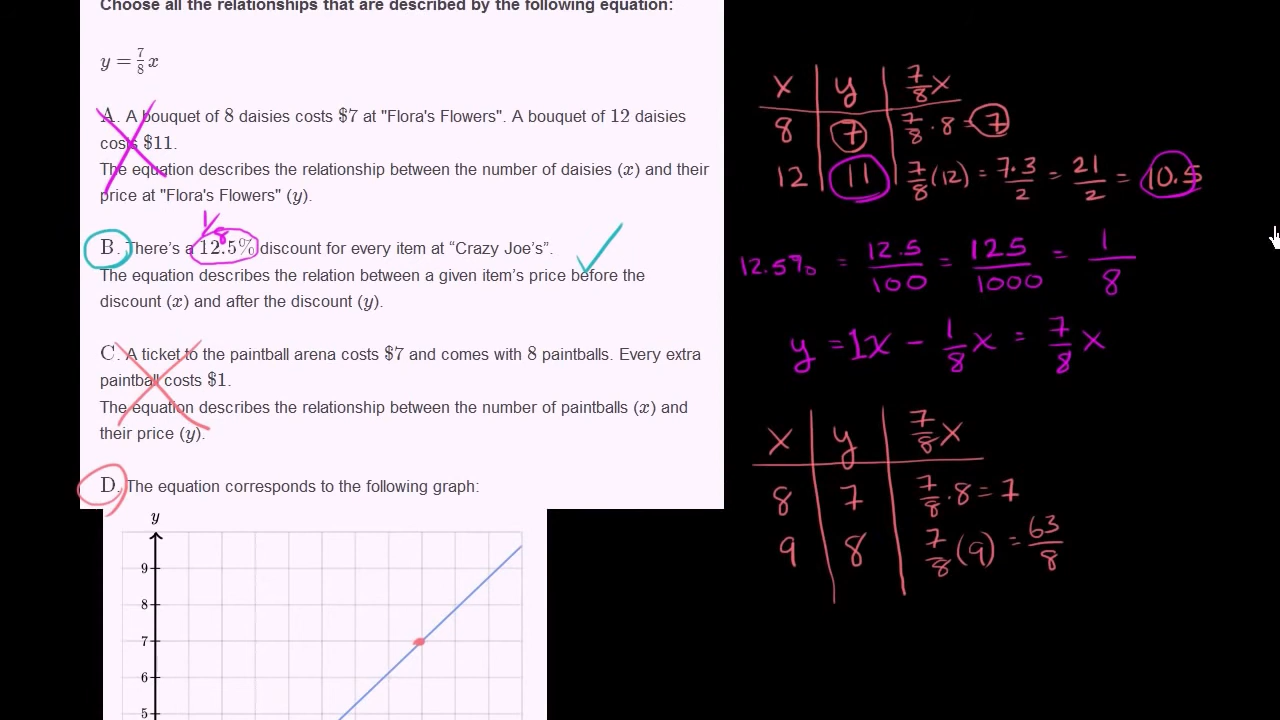 Choose all the relationships that are described by the following equation:
y = 7/8 x
A. A bouquet of 8 daisies costs $7 at "Flora's Flowers". A bouquet of 12 daisies
costs $11.
The equation describes the relationship between the number of daisies (x) and their
price at "Flora's Flowers" (y).
1/8
B. There's a 12.5% discount for every item at “Crazy Joe's”.
The equation describes the relation between a given item's price before the
discount (x) and after the discount (y).
C. A ticket to the paintball arena costs $7 and comes with 8 paintballs. Every extra
paintball costs $1.
The equation describes the relationship between the number of paintballs (x) and
their price (y).
D. The equation corresponds to the following graph:
y
9
8
7
6
5
x y 7/8 x
8 7 7/8 · 8 = 7
12 11 7/8 (12) = 7·3/2 = 21/2 = 10.5
12.5% = 12.5/100 = 125/1000 = 1/8
y = 1x - 1/8 x = 7/8 x
x y 7/8 x
8 7 7/8 · 8 = 7
9 8 7/8 (9) = 63/8